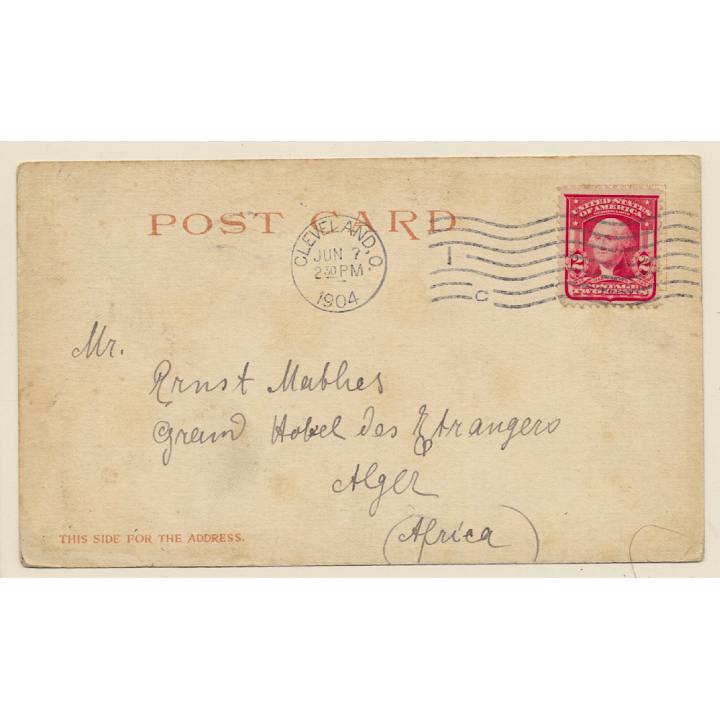 POST CARD
CLEVELAND, O.
JUN 7
2 30 PM
1904
I
C
UNITED STATES
OF AMERICA
2 2
POSTAGE
TWO CENTS
Mr.
Ernst Mathes
Grand Hotel des Etrangers
Alger
(Africa)
THIS SIDE FOR THE ADDRESS.